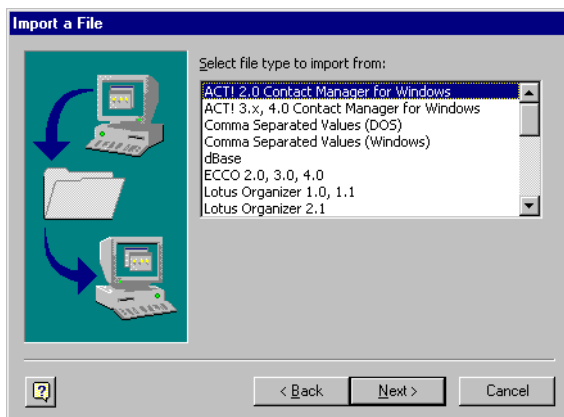 Import a File
Select file type to import from:
ACT! 2.0 Contact Manager for Windows
ACT! 3.x, 4.0 Contact Manager for Windows
Comma Separated Values (DOS)
Comma Separated Values (Windows)
dBase
ECCO 2.0, 3.0, 4.0
Lotus Organizer 1.0, 1.1
Lotus Organizer 2.1
?
< Back
Next >
Cancel